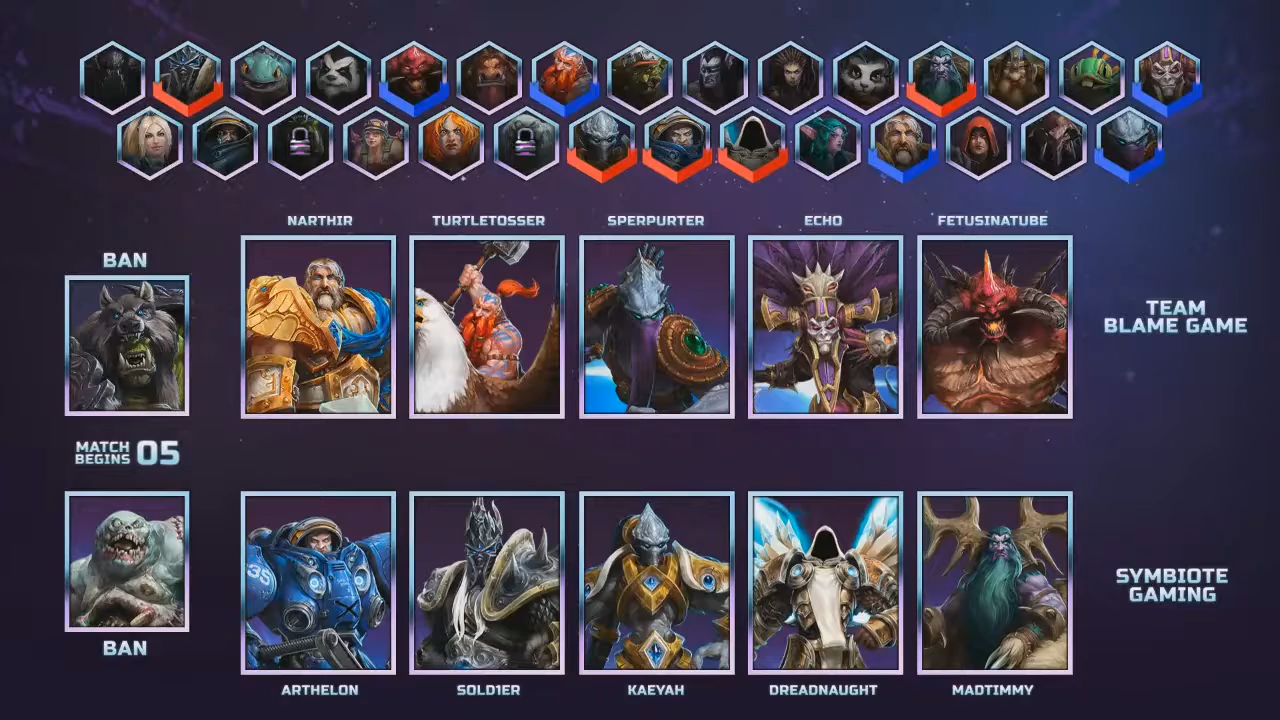 NARTHIR
TURTLETOSSER
SPERPURTER
ECHO
FETUSINATUBE
BAN
TEAM
BLAME GAME
MATCH
BEGINS 05
35
SYMBIOTE
GAMING
BAN
ARTHELON
SOLD1ER
KAEYAH
DREADNAUGHT
MADTIMMY